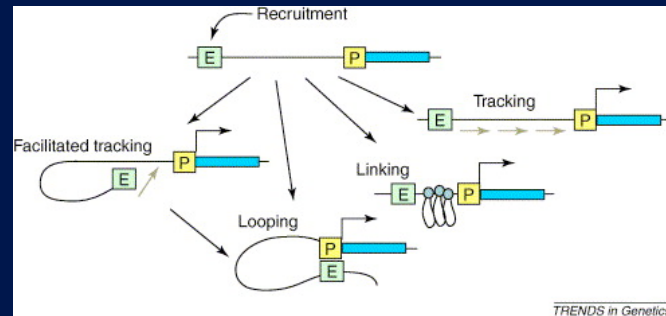 Recruitment
E
P
Tracking
E
P
Facilitated tracking
P
E
Linking
E
P
Looping
P
E
TRENDS in Genetics